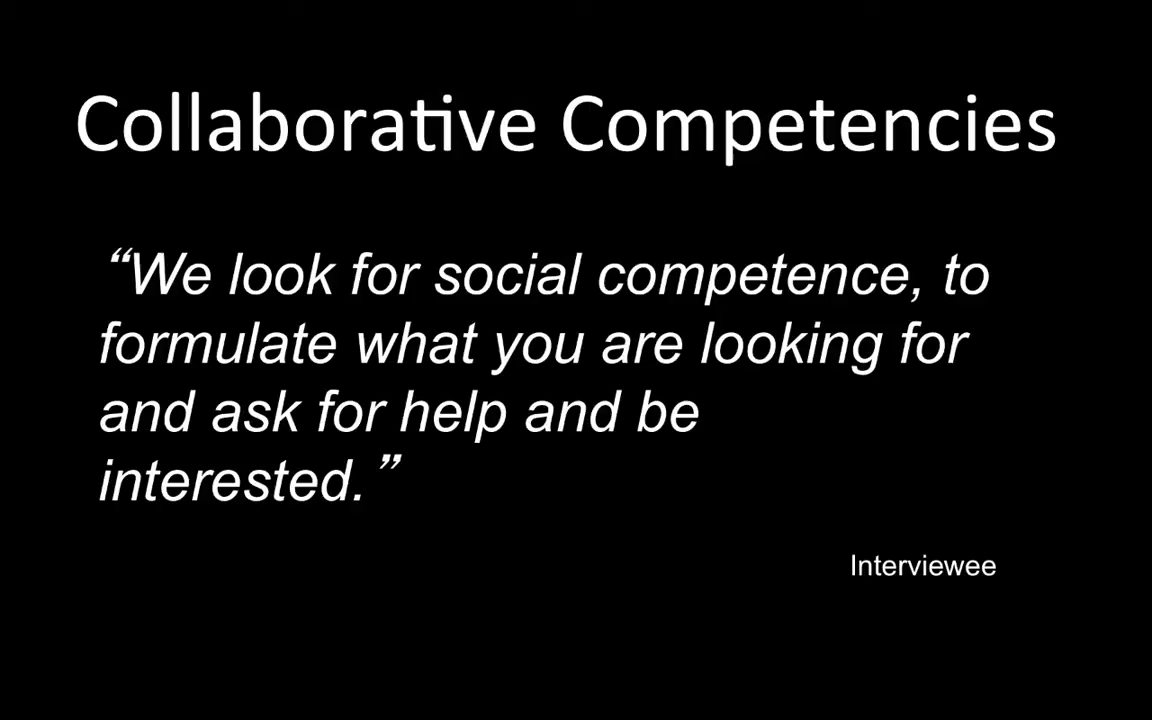 Collaborative Competencies
“We look for social competence, to
formulate what you are looking for
and ask for help and be
interested.”
Interviewee